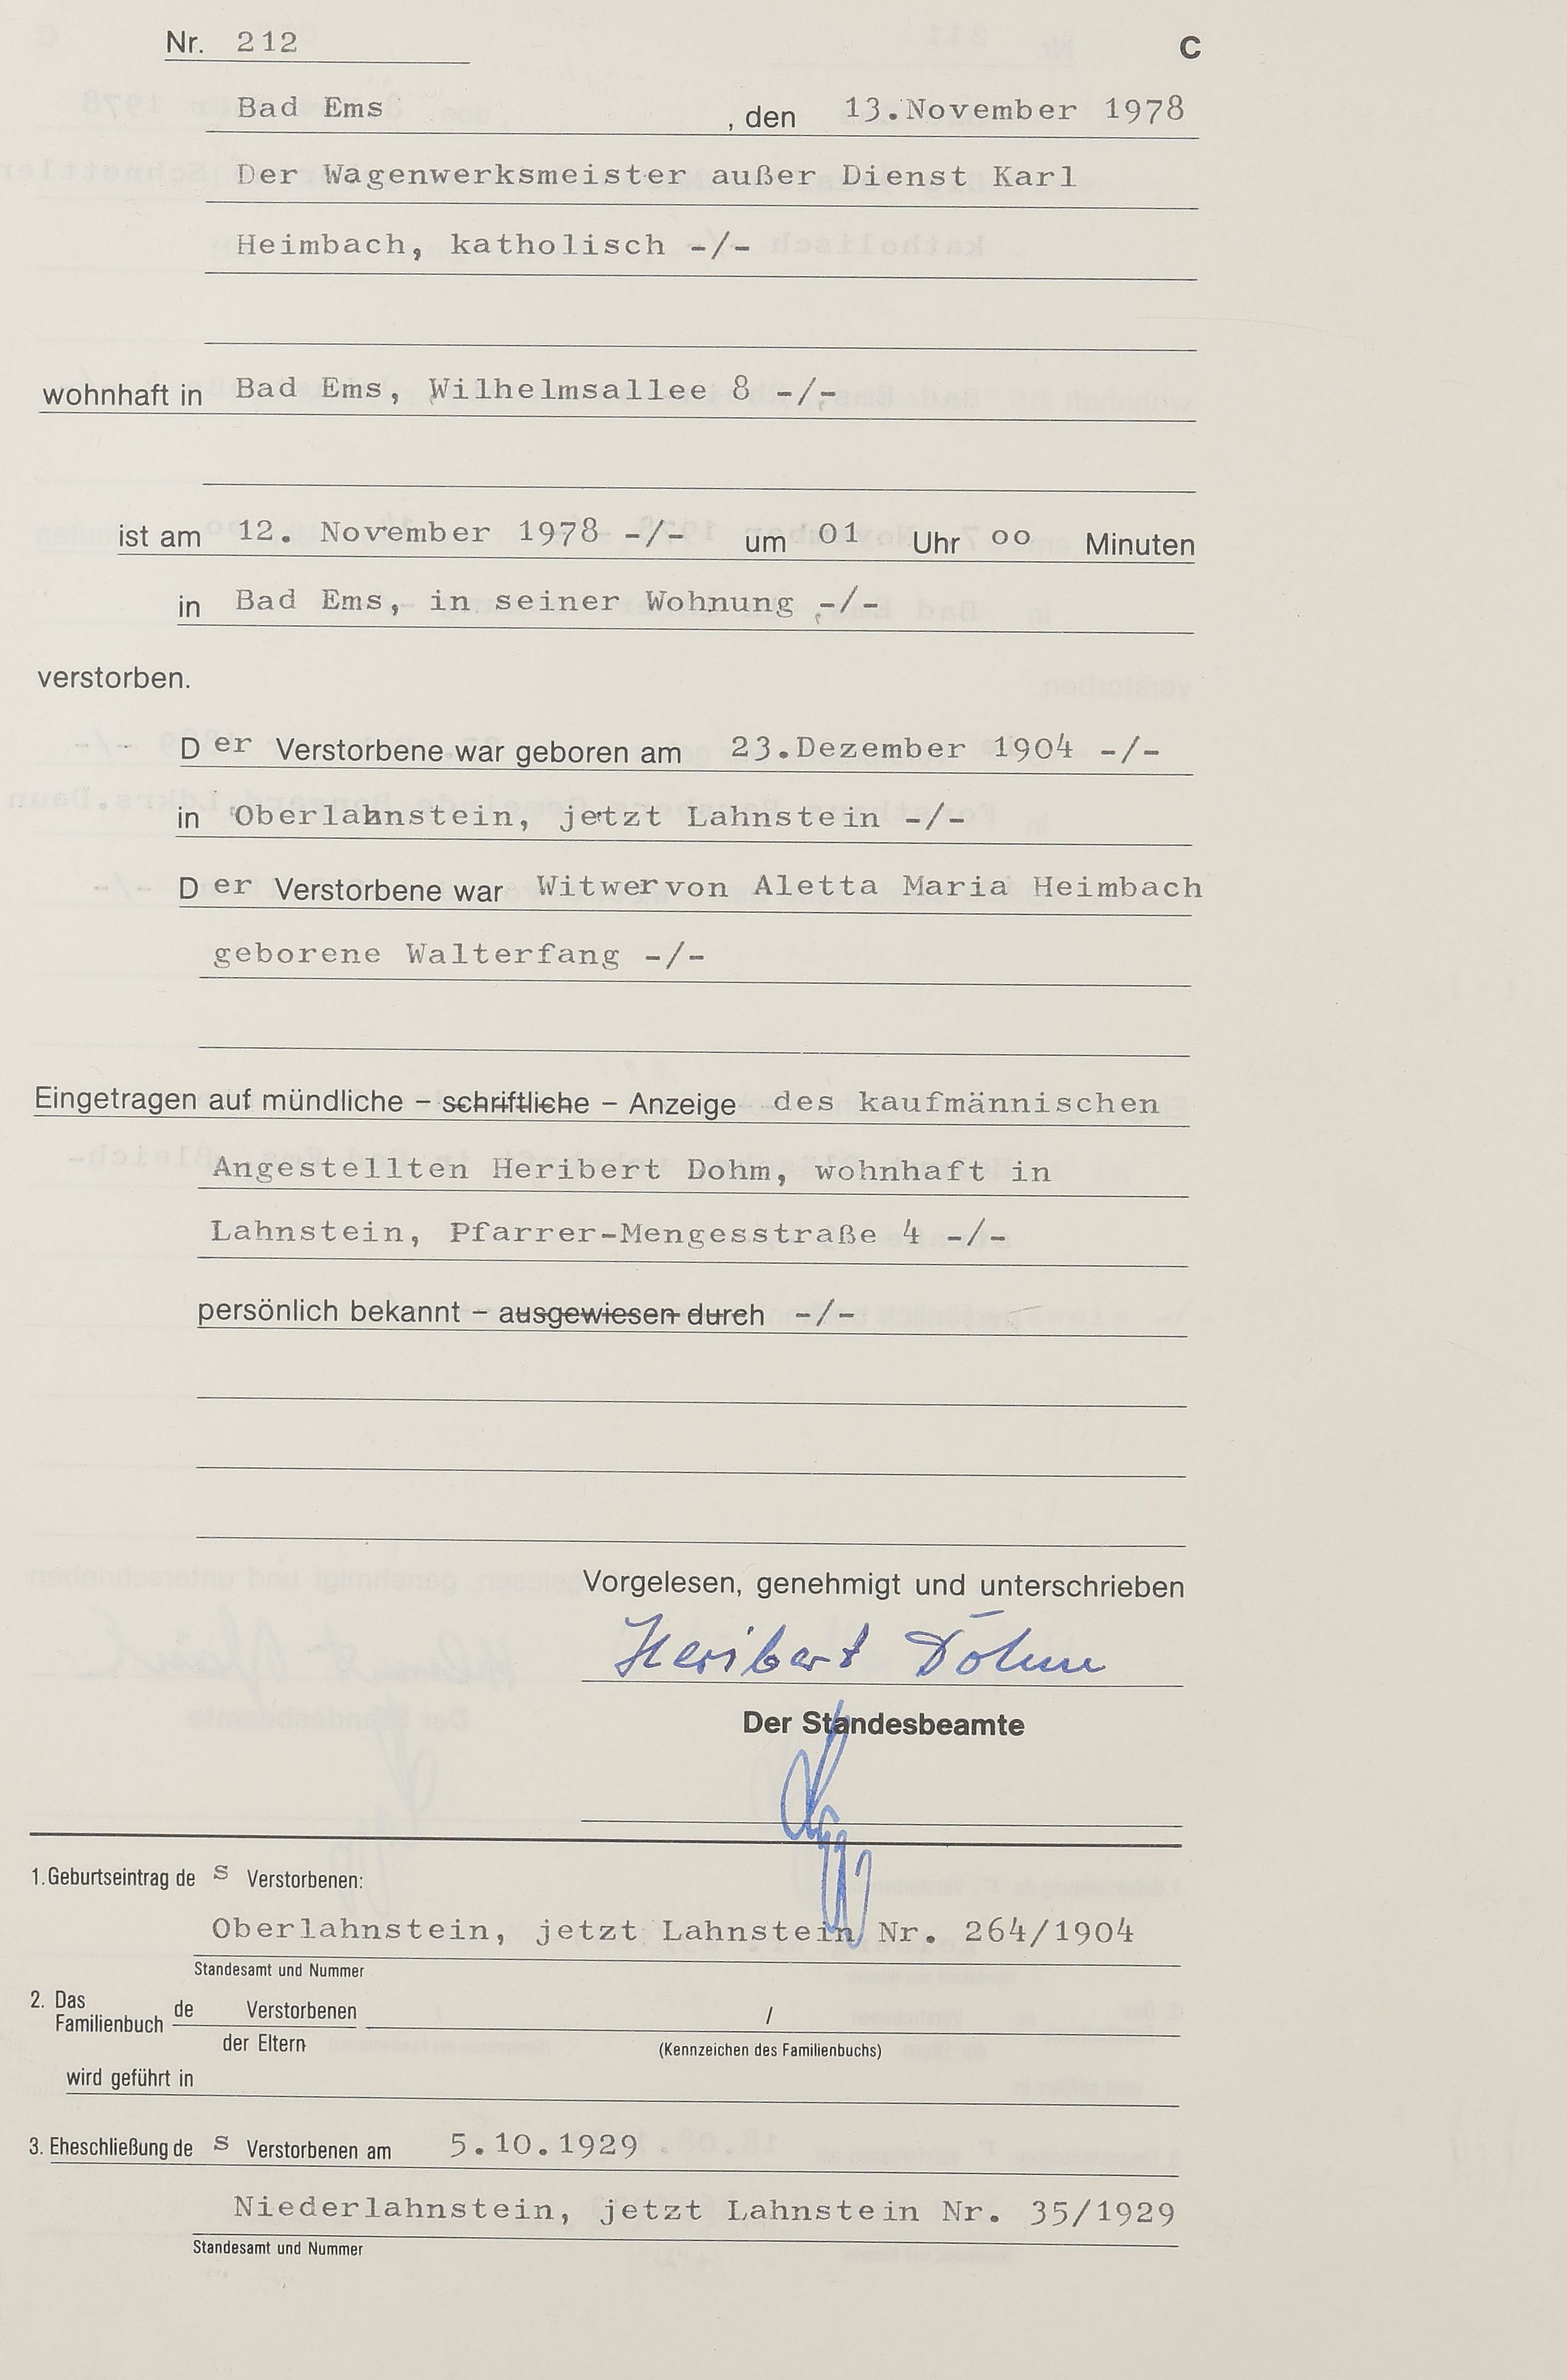 Nr. 212 C
Bad Ems , den 13.November 1978
Der Wagenwerksmeister außer Dienst Karl
Heimbach, katholisch -/-
wohnhaft in Bad Ems, Wilhelmsallee 8 -/-
ist am 12. November 1978 -/- um 01 Uhr oo Minuten
in Bad Ems, in seiner Wohnung -/-
verstorben.
Der Verstorbene war geboren am 23.Dezember 1904 -/-
in Oberlahnstein, jetzt Lahnstein -/-
Der Verstorbene war Witwer von Aletta Maria Heimbach
geborene Walterfang -/-
Eingetragen auf mündliche – schriftliche – Anzeige des kaufmännischen
Angestellten Heribert Dohm, wohnhaft in
Lahnstein, Pfarrer-Mengesstraße 4 -/-
persönlich bekannt – ausgewiesen durch -/-
Vorgelesen, genehmigt und unterschrieben
Heribert Dohm
Der Standesbeamte
1. Geburtseintrag des Verstorbenen:
Oberlahnstein, jetzt Lahnstein Nr. 264/1904
Standesamt und Nummer
2. Das Familienbuch de Verstorbenen /
der Eltern (Kennzeichen des Familienbuchs)
wird geführt in
3. Eheschließung des Verstorbenen am 5.10.1929
Niederlahnstein, jetzt Lahnstein Nr. 35/1929
Standesamt und Nummer